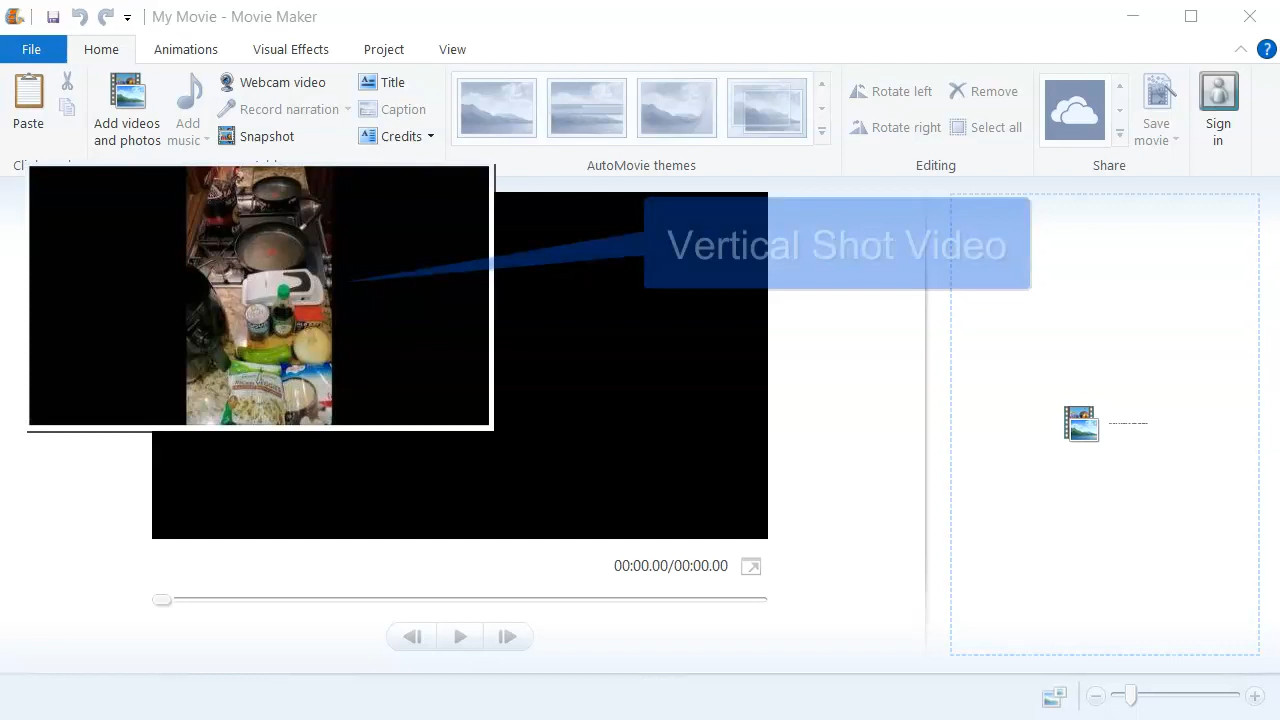 My Movie - Movie Maker
File
Home
Animations
Visual Effects
Project
View
Paste
Add videos
and photos
Add
music
Webcam video
Record narration
Snapshot
Title
Caption
Credits
AutoMovie themes
Rotate left
Rotate right
Remove
Select all
Editing
Share
Save
movie
Sign
in
Vertical Shot Video
00:00.00/00:00.00